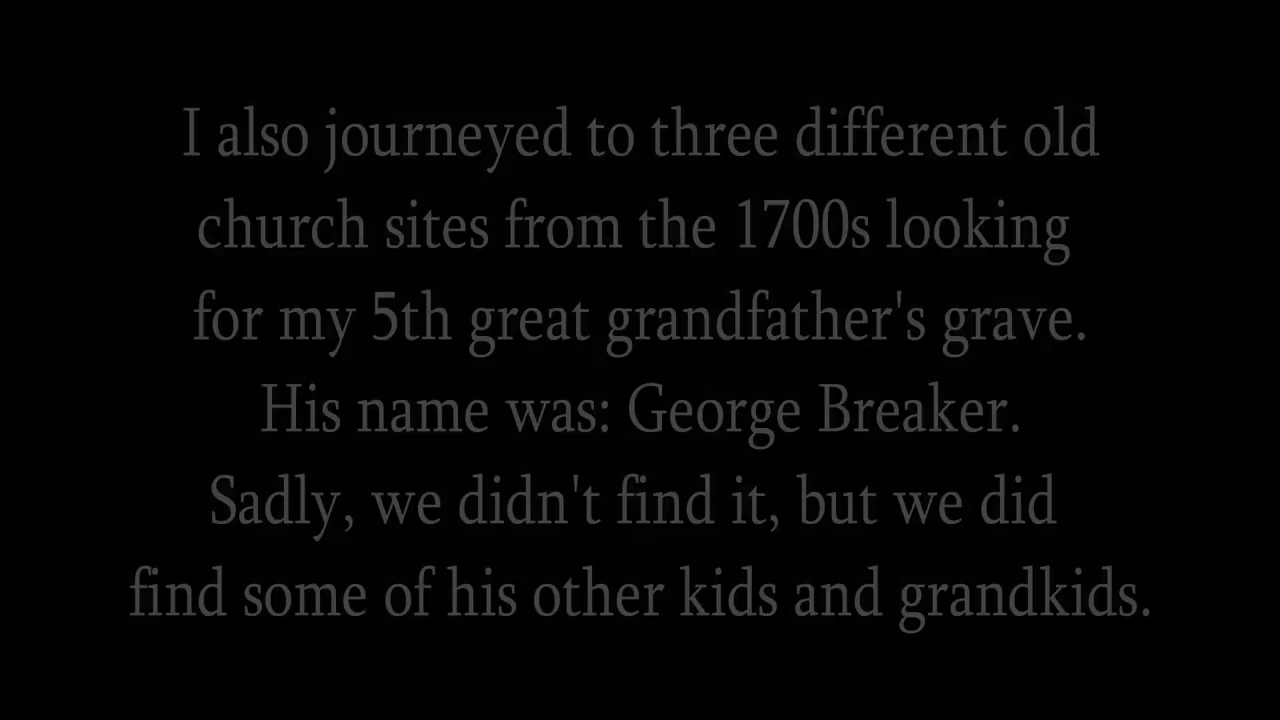 I also journeyed to three different old
church sites from the 1700s looking
for my 5th great grandfather's grave.
His name was: George Breaker.
Sadly, we didn't find it, but we did
find some of his other kids and grandkids.